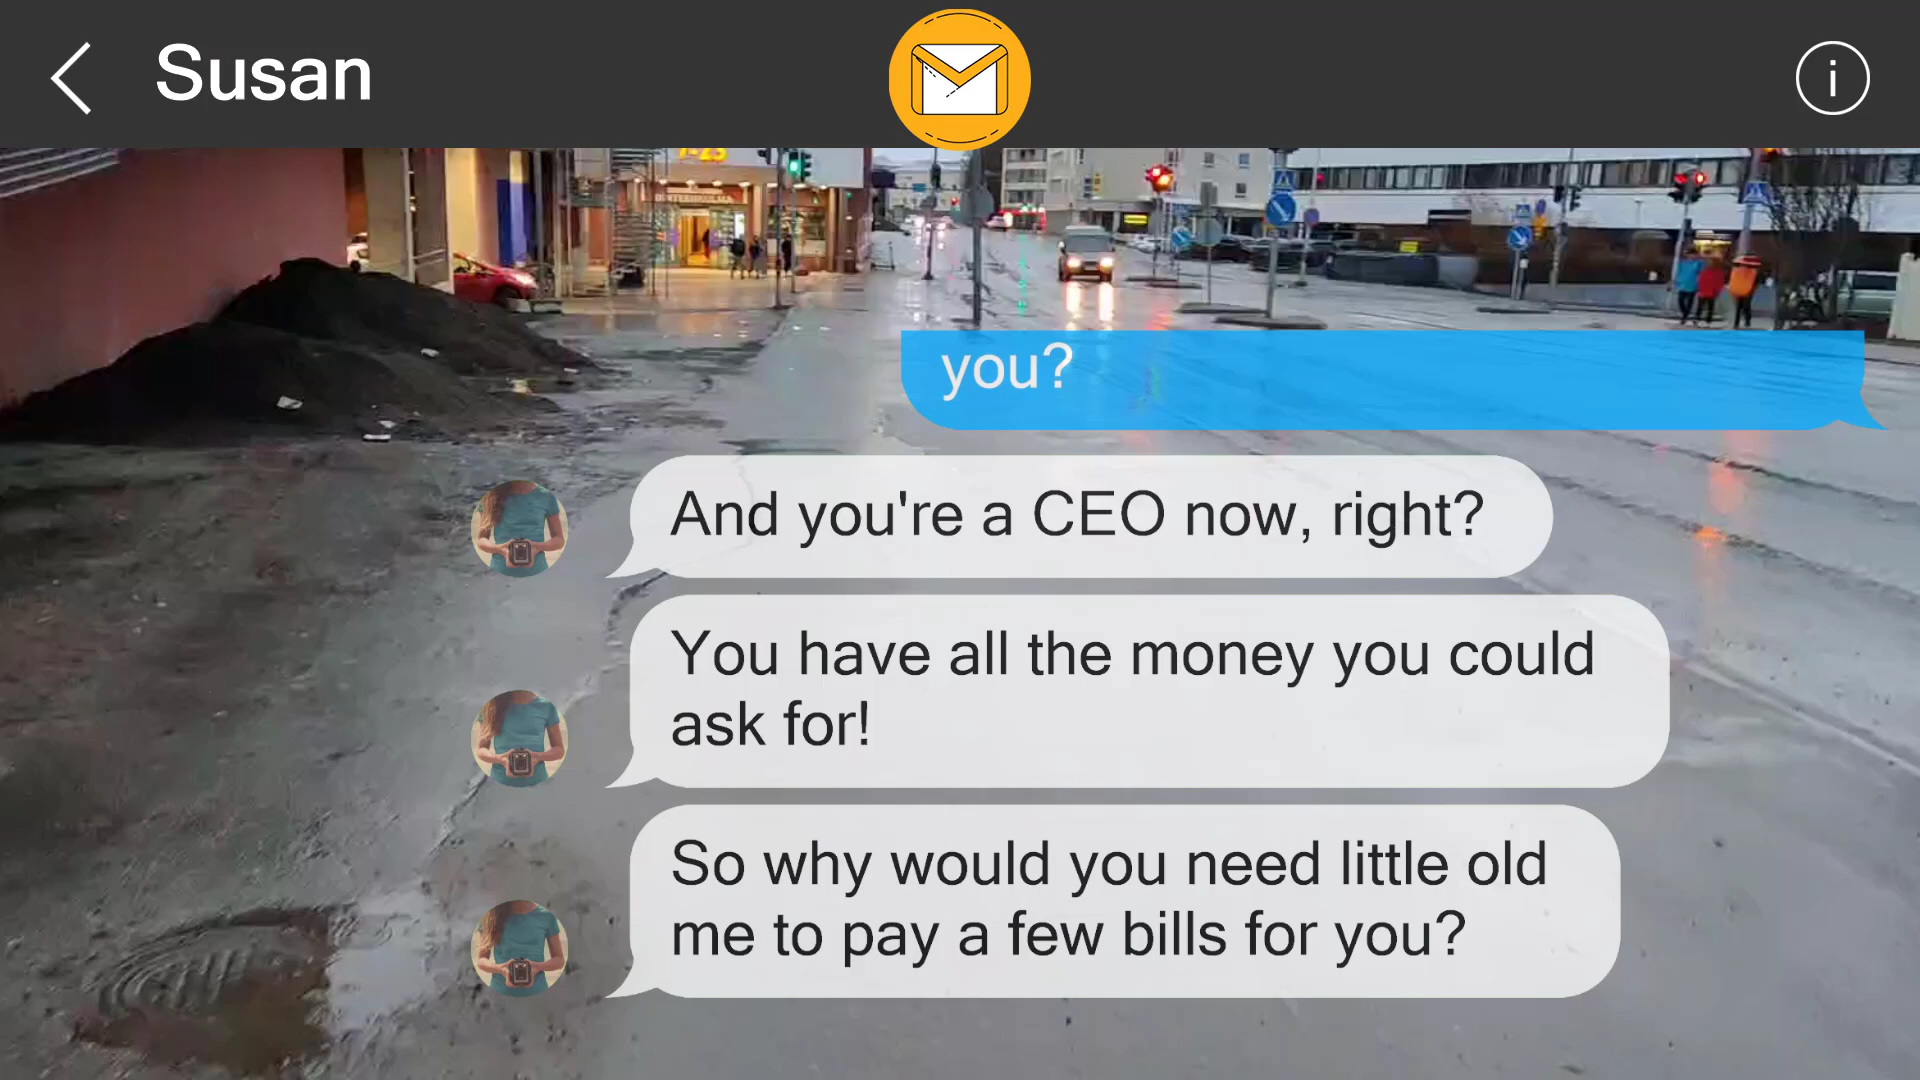 Susan
you?
And you're a CEO now, right?
You have all the money you could
ask for!
So why would you need little old
me to pay a few bills for you?